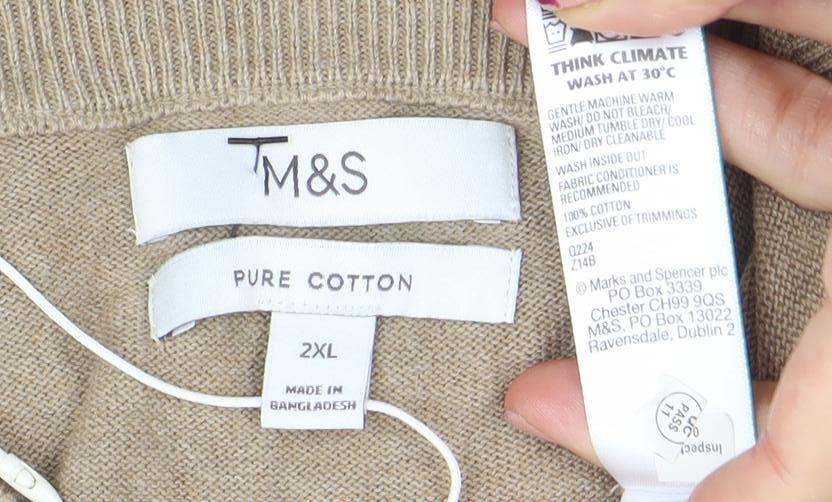 M&S
PURE COTTON
2XL
MADE IN
BANGLADESH
THINK CLIMATE
WASH AT 30°C
GENTLE MACHINE WARM
WASH/ DO NOT BLEACH/
MEDIUM TUMBLE DRY/ COOL
IRON/ DRY CLEANABLE
WASH INSIDE OUT
FABRIC CONDITIONER IS
RECOMMENDED
100% COTTON
EXCLUSIVE OF TRIMMINGS
Q224
Z14B
© Marks and Spencer plc
PO Box 3339
Chester CH99 9QS
M&S, PO Box 13022
Ravensdale, Dublin 2
QC
PASS
11
Inspect